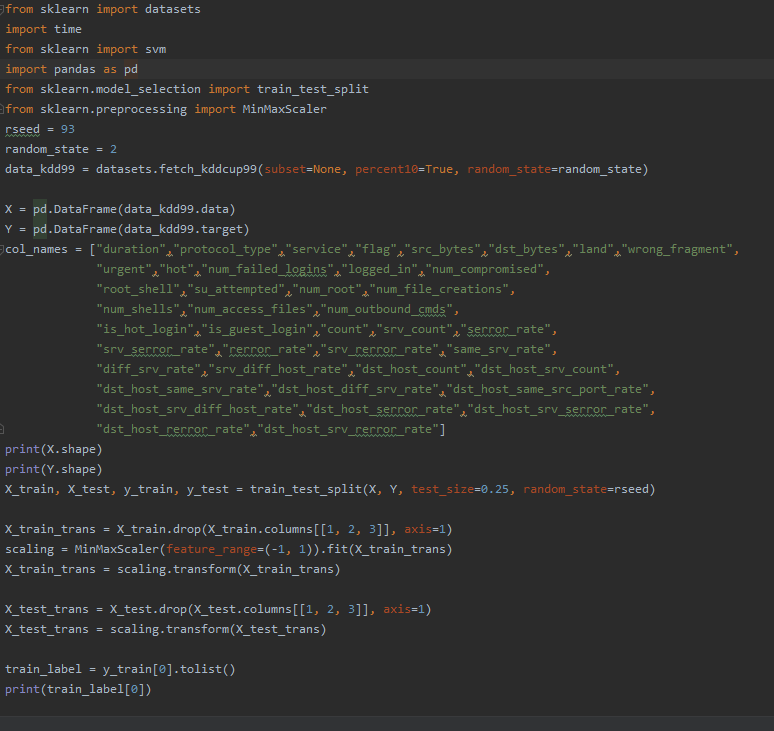 from sklearn import datasets
import time
from sklearn import svm
import pandas as pd
from sklearn.model_selection import train_test_split
from sklearn.preprocessing import MinMaxScaler
rseed = 93
random_state = 2
data_kdd99 = datasets.fetch_kddcup99(subset=None, percent10=True, random_state=random_state)
X = pd.DataFrame(data_kdd99.data)
Y = pd.DataFrame(data_kdd99.target)
col_names = ["duration","protocol_type","service","flag","src_bytes","dst_bytes","land","wrong_fragment",
"urgent","hot","num_failed_logins","logged_in","num_compromised",
"root_shell","su_attempted","num_root","num_file_creations",
"num_shells","num_access_files","num_outbound_cmds",
"is_hot_login","is_guest_login","count","srv_count","serror_rate",
"srv_serror_rate","rerror_rate","srv_rerror_rate","same_srv_rate",
"diff_srv_rate","srv_diff_host_rate","dst_host_count","dst_host_srv_count",
"dst_host_same_srv_rate","dst_host_diff_srv_rate","dst_host_same_src_port_rate",
"dst_host_srv_diff_host_rate","dst_host_serror_rate","dst_host_srv_serror_rate",
"dst_host_rerror_rate","dst_host_srv_rerror_rate"]
print(X.shape)
print(Y.shape)
X_train, X_test, y_train, y_test = train_test_split(X, Y, test_size=0.25, random_state=rseed)
X_train_trans = X_train.drop(X_train.columns[[1, 2, 3]], axis=1)
scaling = MinMaxScaler(feature_range=(-1, 1)).fit(X_train_trans)
X_train_trans = scaling.transform(X_train_trans)
X_test_trans = X_test.drop(X_test.columns[[1, 2, 3]], axis=1)
X_test_trans = scaling.transform(X_test_trans)
train_label = y_train[0].tolist()
print(train_label[0])